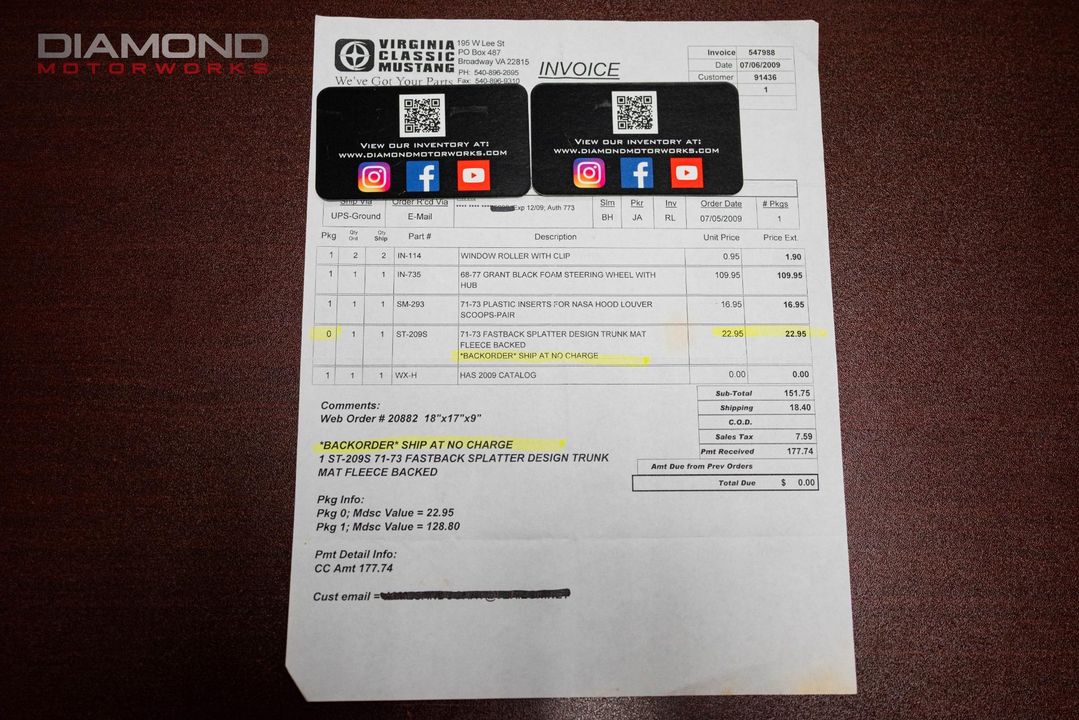 DIAMOND
MOTORWORKS
VIRGINIA
CLASSIC
MUSTANG
We've Got Your Parts
195 W Lee St
PO Box 487
Broadway VA 22815
PH: 540-896-2695
Fax: 540-896-9310
INVOICE
Invoice 547988
Date 07/06/2009
Customer 91436
1
VIEW OUR INVENTORY AT:
WWW.DIAMONDMOTORWORKS.COM
VIEW OUR INVENTORY AT:
WWW.DIAMONDMOTORWORKS.COM
Ship Via Order R'cd Via Slm Pkr Inv Order Date # Pkgs
UPS-Ground E-Mail Exp 12/09; Auth 773 BH JA RL 07/05/2009 1
Pkg Qty Ord Qty Ship Part # Description Unit Price Price Ext.
1 2 2 IN-114 WINDOW ROLLER WITH CLIP 0.95 1.90
1 1 1 IN-735 68-77 GRANT BLACK FOAM STEERING WHEEL WITH 109.95 109.95
HUB
1 1 1 SM-293 71-73 PLASTIC INSERTS FOR NASA HOOD LOUVER 16.95 16.95
SCOOPS-PAIR
0 1 1 ST-209S 71-73 FASTBACK SPLATTER DESIGN TRUNK MAT 22.95 22.95
FLEECE BACKED
*BACKORDER* SHIP AT NO CHARGE
1 1 1 WX-H HAS 2009 CATALOG 0.00 0.00
Sub-Total 151.75
Shipping 18.40
C.O.D.
Sales Tax 7.59
Pmt Received 177.74
Amt Due from Prev Orders
Total Due $ 0.00
Comments:
Web Order # 20882 18"x17"x9"
*BACKORDER* SHIP AT NO CHARGE
1 ST-209S 71-73 FASTBACK SPLATTER DESIGN TRUNK
MAT FLEECE BACKED
Pkg Info:
Pkg 0; Mdsc Value = 22.95
Pkg 1; Mdsc Value = 128.80
Pmt Detail Info:
CC Amt 177.74
Cust email =